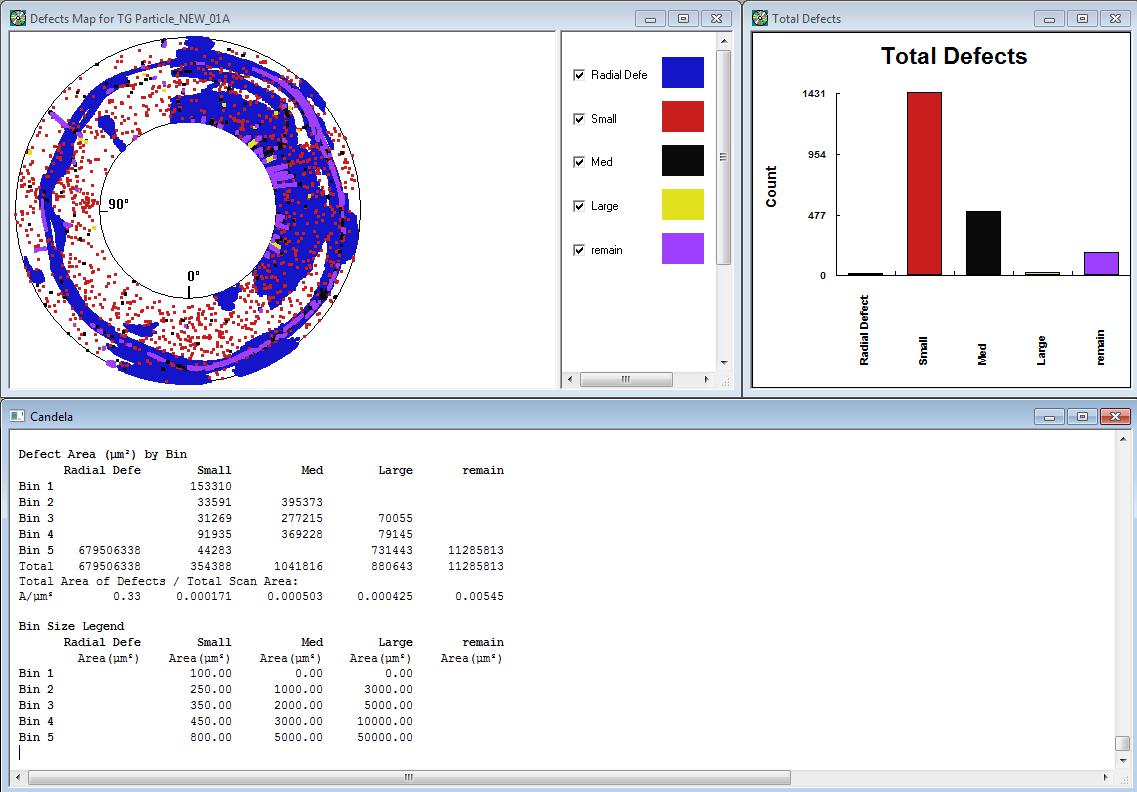 Defects Map for TG Particle_NEW_01A
90°
0°
Radial Defe
Small
Med
Large
remain
Total Defects
Total Defects
Count
1431
954
477
0
Radial Defect
Small
Med
Large
remain
Candela
Defect Area (µm²) by Bin
Radial Defe Small Med Large remain
Bin 1 153310
Bin 2 33591 395373
Bin 3 31269 277215 70055
Bin 4 91935 369228 79145
Bin 5 679506338 44283 731443 11285813
Total 679506338 354388 1041816 880643 11285813
Total Area of Defects / Total Scan Area:
A/µm² 0.33 0.000171 0.000503 0.000425 0.00545
Bin Size Legend
Radial Defe Small Med Large remain
Area(µm²) Area(µm²) Area(µm²) Area(µm²) Area(µm²)
Bin 1 100.00 0.00 0.00
Bin 2 250.00 1000.00 3000.00
Bin 3 350.00 2000.00 5000.00
Bin 4 450.00 3000.00 10000.00
Bin 5 800.00 5000.00 50000.00